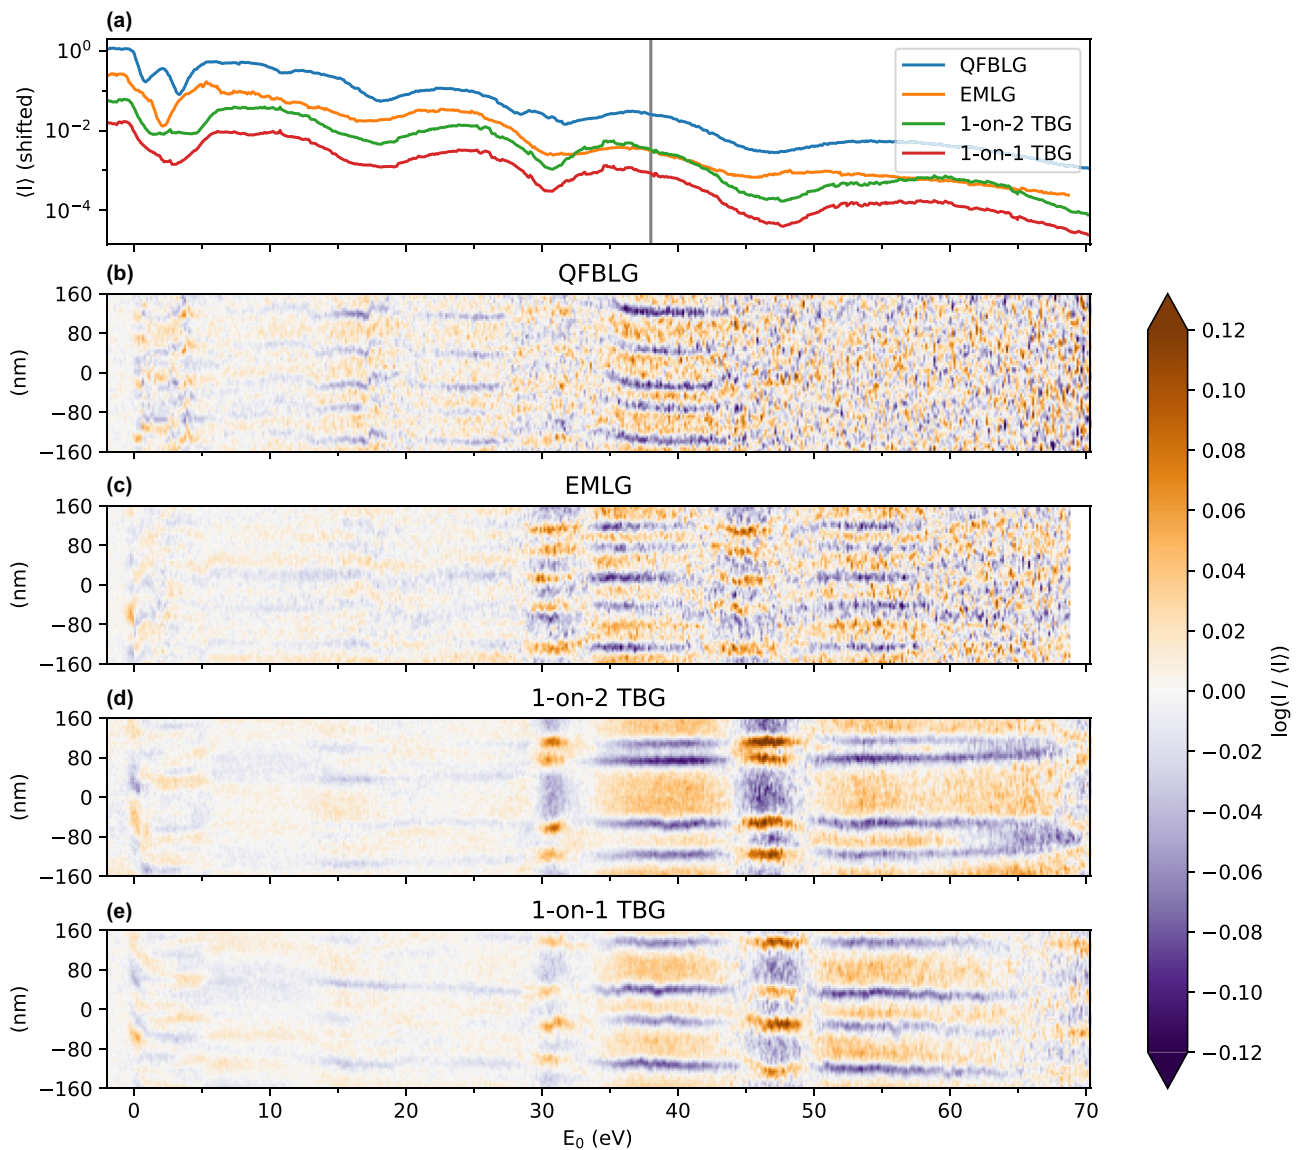 (a)
10⁰
10⁻²
10⁻⁴
⟨I⟩ (shifted)
QFBLG
EMLG
1-on-2 TBG
1-on-1 TBG
(b)
QFBLG
160
80
0
−80
−160
(nm)
(c)
EMLG
160
80
0
−80
−160
(nm)
(d)
1-on-2 TBG
160
80
0
−80
−160
(nm)
(e)
1-on-1 TBG
160
80
0
−80
−160
(nm)
0 10 20 30 40 50 60 70
E₀ (eV)
0.12
0.10
0.08
0.06
0.04
0.02
0.00
−0.02
−0.04
−0.06
−0.08
−0.10
−0.12
log(I / ⟨I⟩)